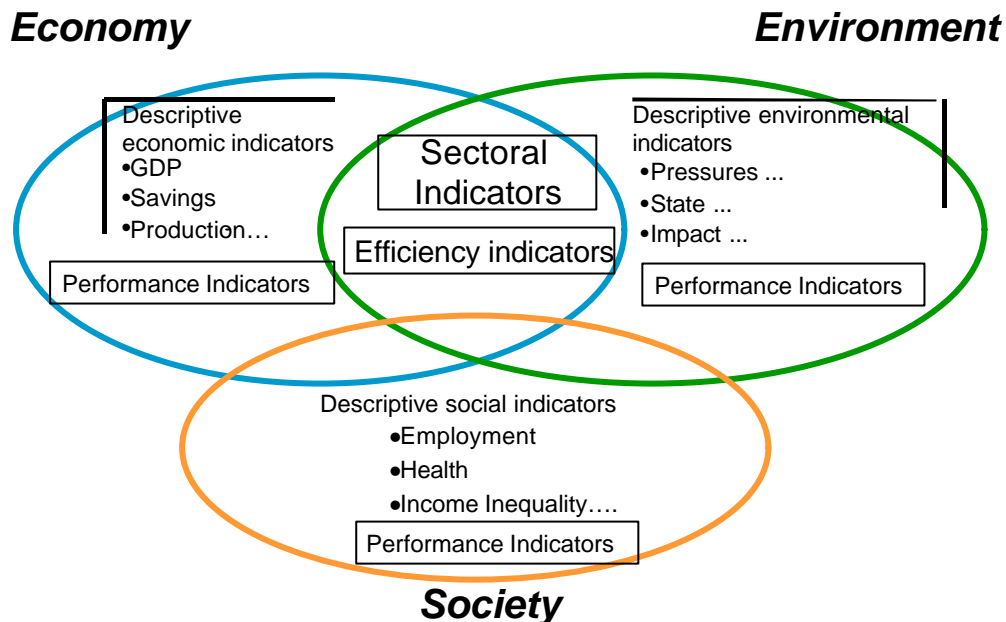 Economy
Environment
Descriptive
economic indicators
•GDP
•Savings
•Production…
Performance Indicators
Sectoral
Indicators
Efficiency indicators
Descriptive environmental
indicators
•Pressures ...
•State ...
•Impact ...
Performance Indicators
Descriptive social indicators
•Employment
•Health
•Income Inequality….
Performance Indicators
Society